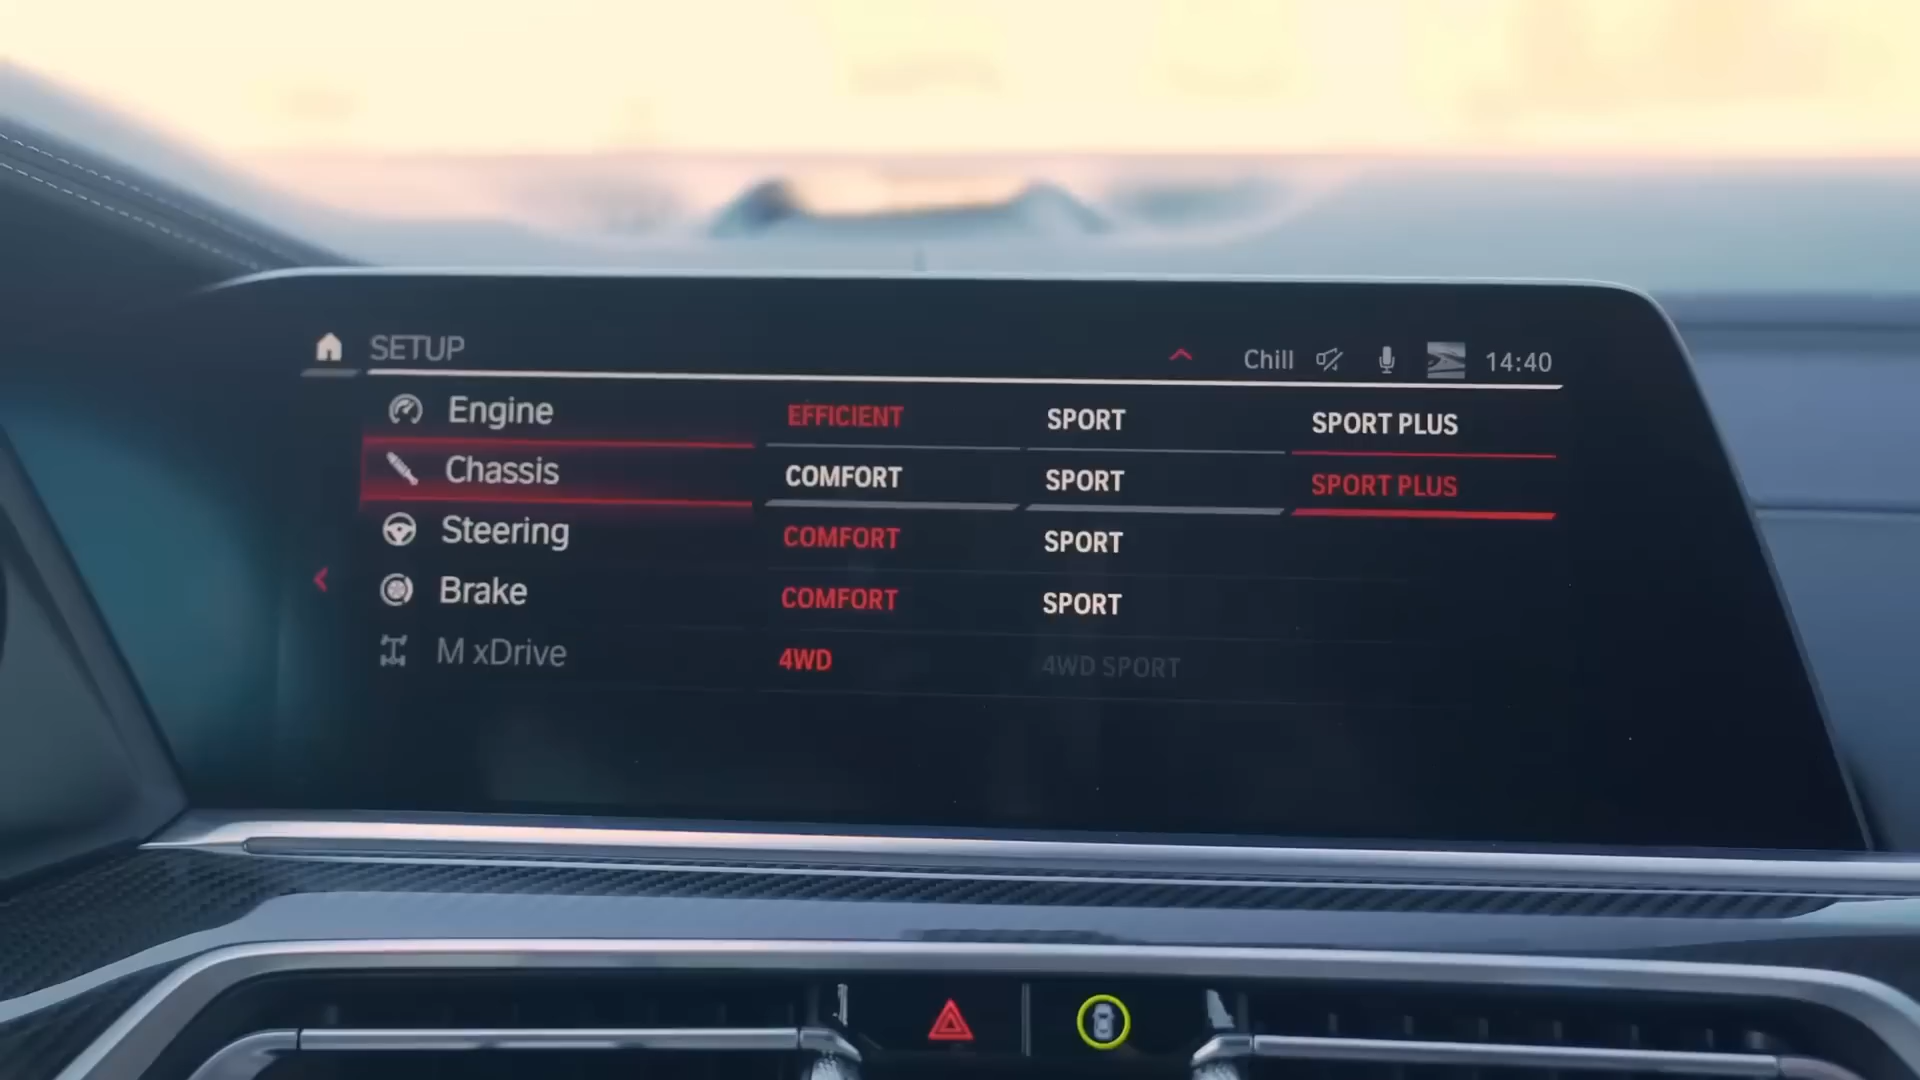 SETUP Chill 14:40
Engine EFFICIENT SPORT SPORT PLUS
Chassis COMFORT SPORT SPORT PLUS
Steering COMFORT SPORT
Brake COMFORT SPORT
M xDrive 4WD 4WD SPORT